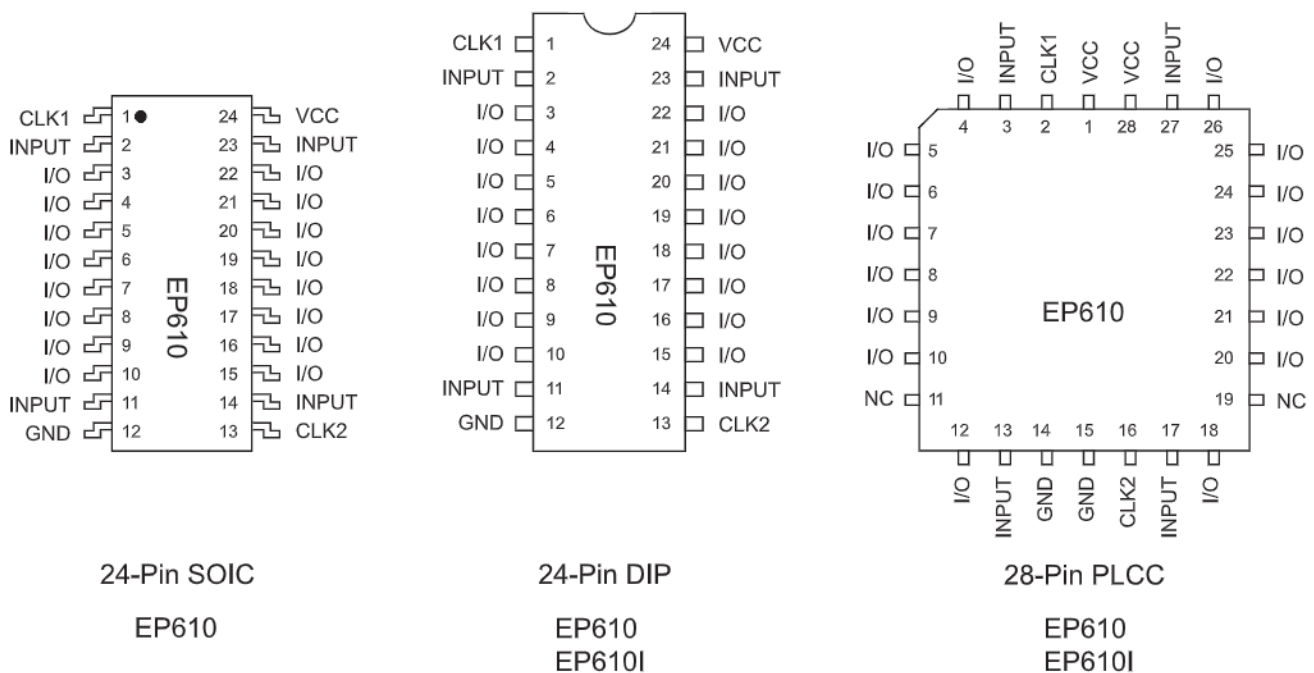 CLK1 1 24 VCC
INPUT 2 23 INPUT
I/O 3 22 I/O
I/O 4 21 I/O
I/O 5 20 I/O
I/O 6 19 I/O
I/O 7 18 I/O
I/O 8 17 I/O
I/O 9 16 I/O
I/O 10 15 I/O
INPUT 11 14 INPUT
GND 12 13 CLK2
EP610
24-Pin SOIC
EP610
CLK1 1 24 VCC
INPUT 2 23 INPUT
I/O 3 22 I/O
I/O 4 21 I/O
I/O 5 20 I/O
I/O 6 19 I/O
I/O 7 18 I/O
I/O 8 17 I/O
I/O 9 16 I/O
I/O 10 15 I/O
INPUT 11 14 INPUT
GND 12 13 CLK2
EP610
24-Pin DIP
EP610
EP610I
I/O INPUT CLK1 VCC VCC INPUT I/O
4 3 2 1 28 27 26
I/O 5 25 I/O
I/O 6 24 I/O
I/O 7 23 I/O
I/O 8 22 I/O
I/O 9 21 I/O
I/O 10 20 I/O
NC 11 19 NC
EP610
12 13 14 15 16 17 18
I/O INPUT GND GND CLK2 INPUT I/O
28-Pin PLCC
EP610
EP610I